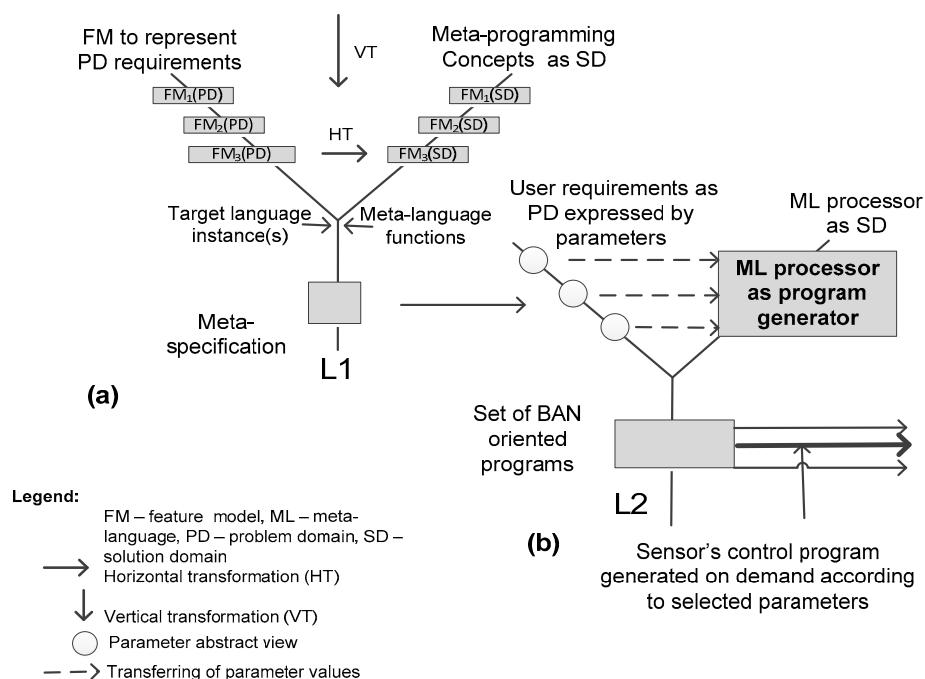 FM to represent
PD requirements
VT
Meta-programming
Concepts as SD
FM₁(PD)
FM₁(SD)
FM₂(PD)
FM₂(SD)
HT
FM₃(PD)
FM₃(SD)
Target language
instance(s)
Meta-language
functions
User requirements as
PD expressed by
parameters
ML processor
as SD
ML processor
as program
generator
Meta-
specification
L1
(a)
Set of BAN
oriented
programs
L2
(b)
Sensor's control program
generated on demand according
to selected parameters
Legend:
FM – feature model, ML – meta-
language, PD – problem domain, SD –
solution domain
Horizontal transformation (HT)
Vertical transformation (VT)
Parameter abstract view
Transferring of parameter values